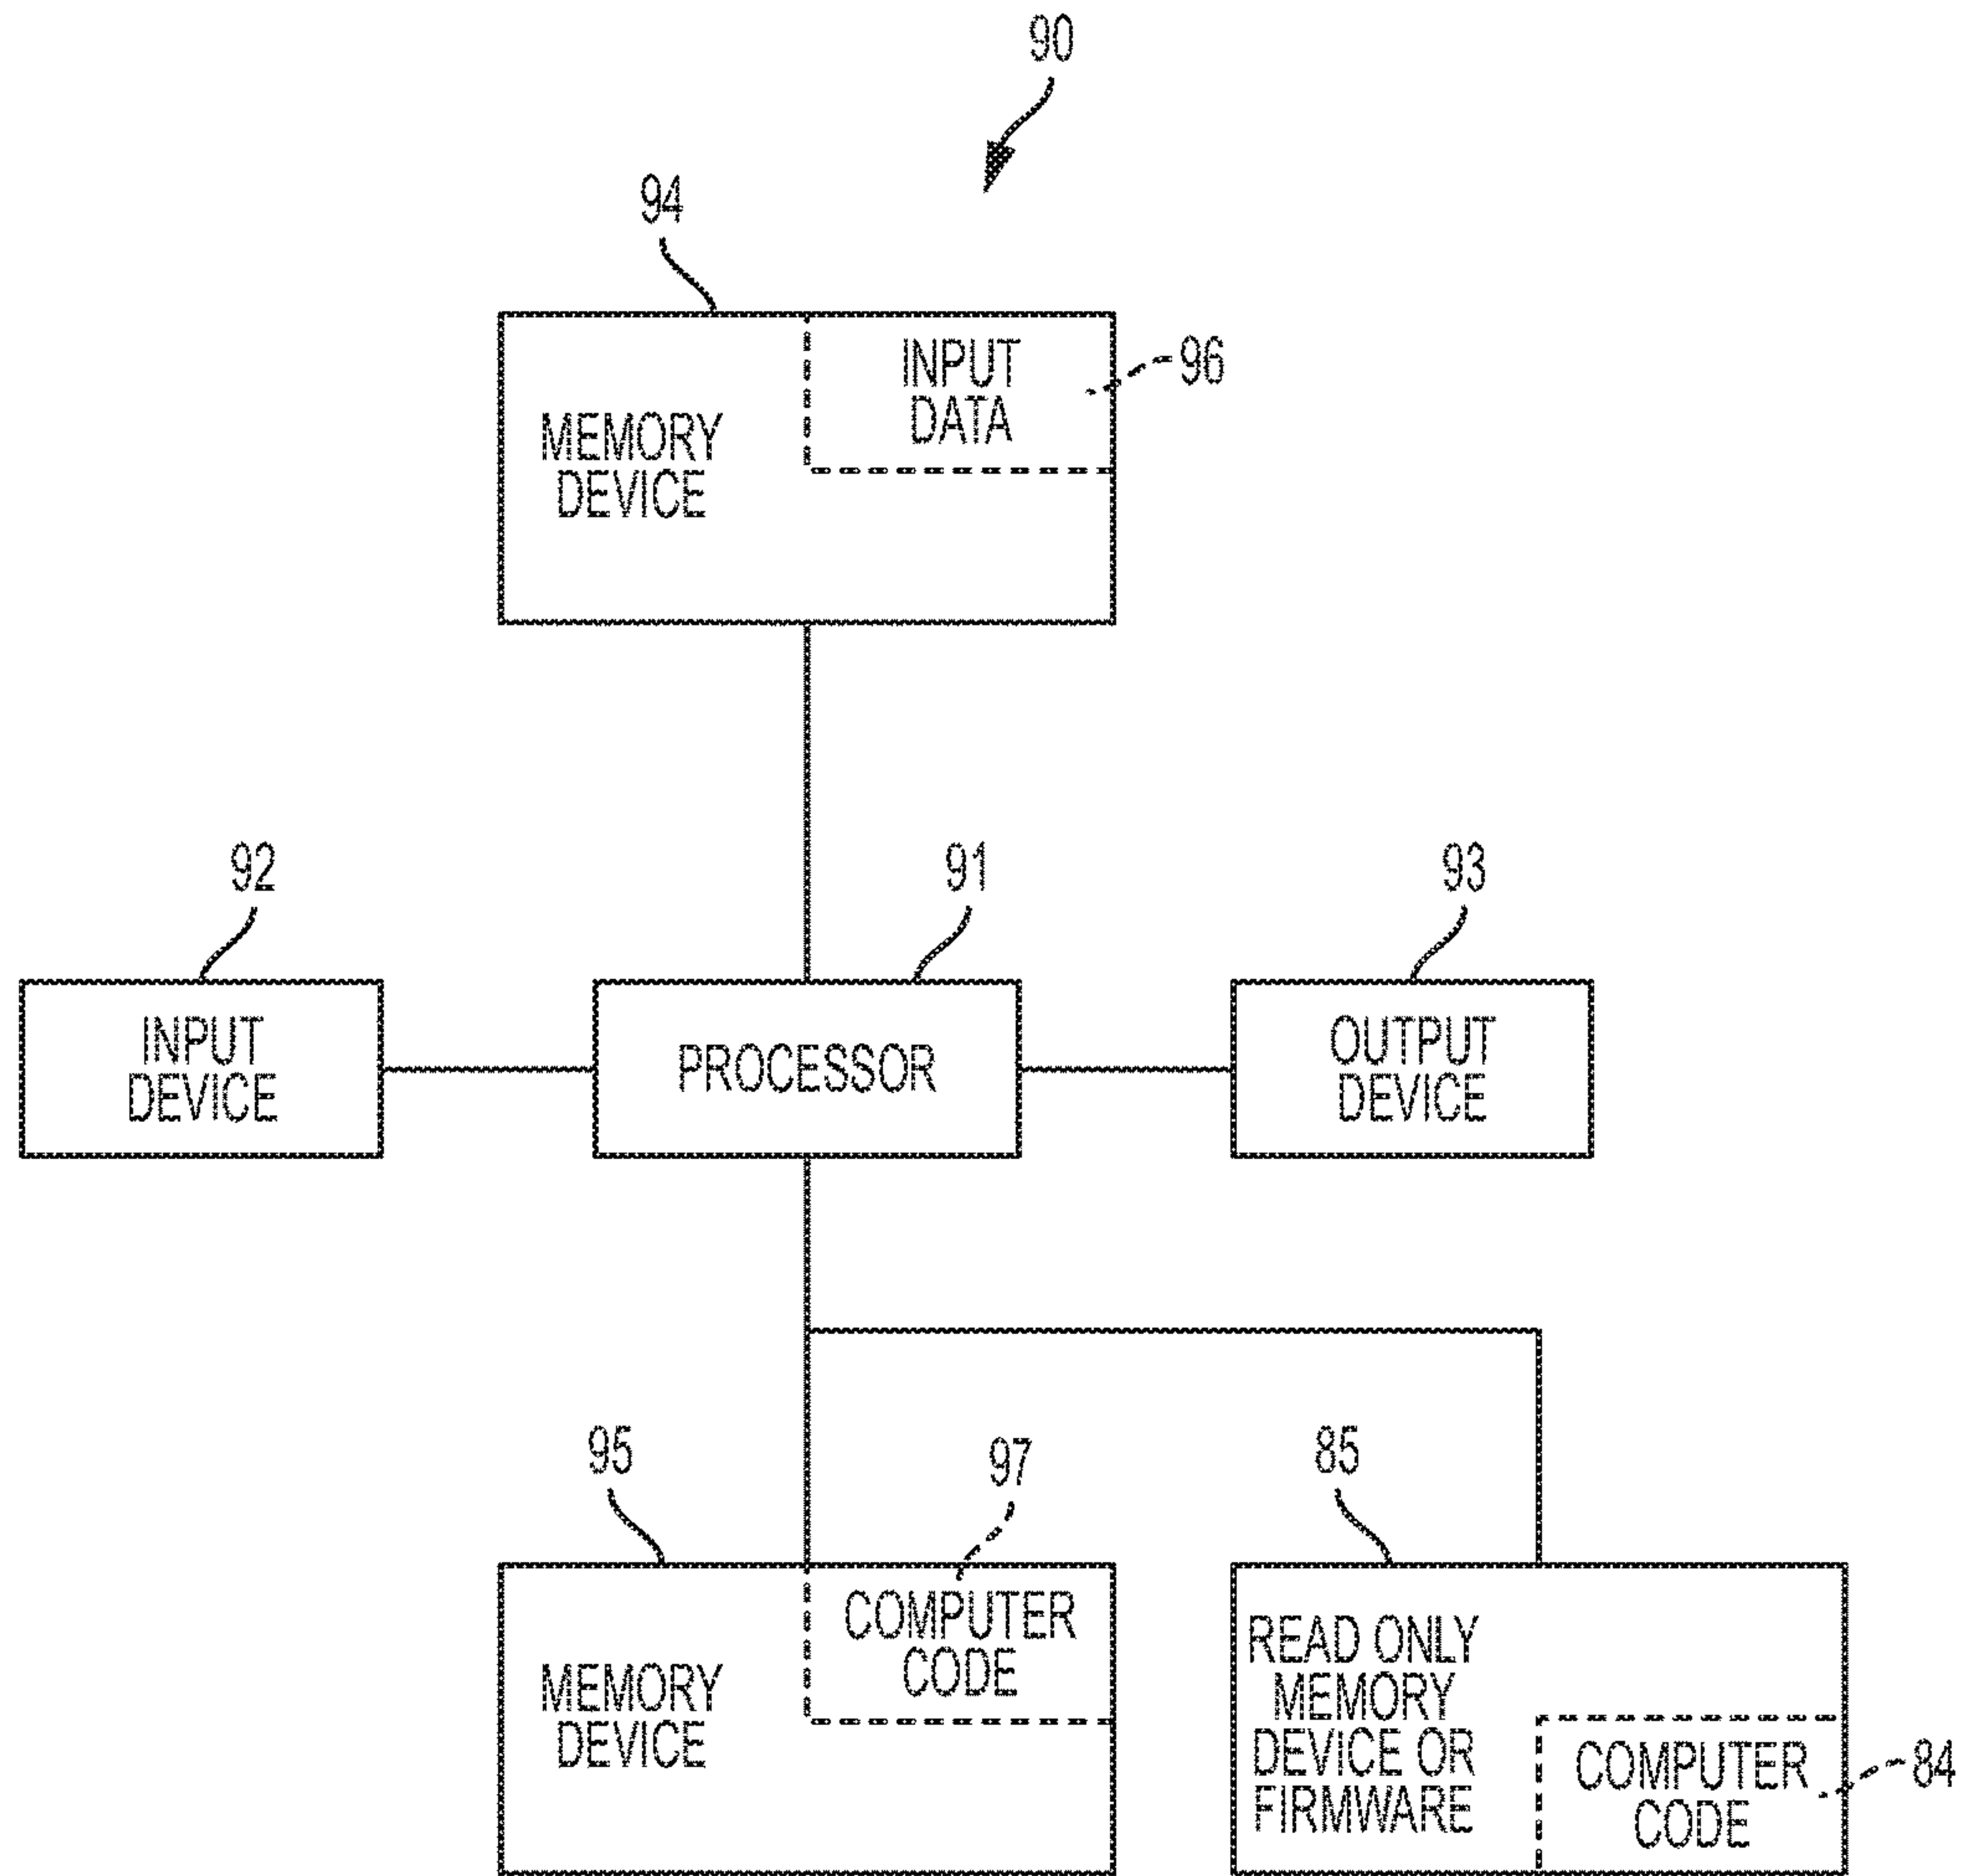 90
94
INPUT
DATA
96
MEMORY
DEVICE
92
91
93
INPUT
DEVICE
PROCESSOR
OUTPUT
DEVICE
95
97
85
COMPUTER
CODE
MEMORY
DEVICE
READ ONLY
MEMORY
DEVICE OR
FIRMWARE
COMPUTER
CODE
84